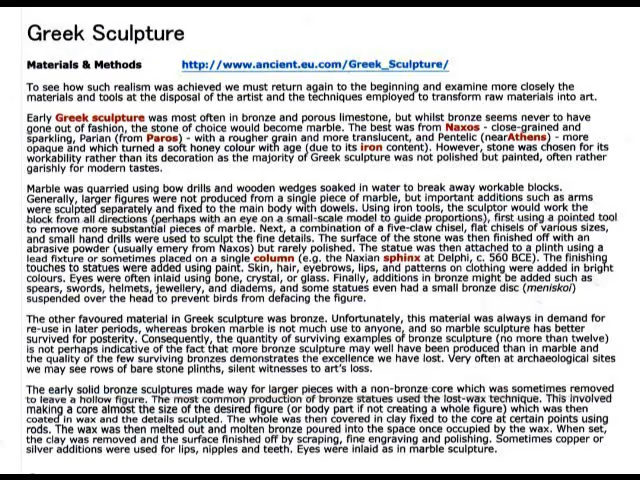 Greek Sculpture
Materials & Methods http://www.ancient.eu.com/Greek_Sculpture/
To see how such realism was achieved we must return again to the beginning and examine more closely the
materials and tools at the disposal of the artist and the techniques employed to transform raw materials into art.
Early Greek sculpture was most often in bronze and porous limestone, but whilst bronze seems never to have
gone out of fashion, the stone of choice would become marble. The best was from Naxos - close-grained and
sparkling, Parian (from Paros) - with a rougher grain and more translucent, and Pentelic (nearAthens) - more
opaque and which turned a soft honey colour with age (due to its iron content). However, stone was chosen for its
workability rather than its decoration as the majority of Greek sculpture was not polished but painted, often rather
garishly for modern tastes.
Marble was quarried using bow drills and wooden wedges soaked in water to break away workable blocks.
Generally, larger figures were not produced from a single piece of marble, but important additions such as arms
were sculpted separately and fixed to the main body with dowels. Using iron tools, the sculptor would work the
block from all directions (perhaps with an eye on a small-scale model to guide proportions), first using a pointed tool
to remove more substantial pieces of marble. Next, a combination of a five-claw chisel, flat chisels of various sizes,
and small hand drills were used to sculpt the fine details. The surface of the stone was then finished off with an
abrasive powder (usually emery from Naxos) but rarely polished. The statue was then attached to a plinth using a
lead fixture or sometimes placed on a single column (e.g. the Naxian sphinx at Delphi, c. 560 BCE). The finishing
touches to statues were added using paint. Skin, hair, eyebrows, lips, and patterns on clothing were added in bright
colours. Eyes were often inlaid using bone, crystal, or glass. Finally, additions in bronze might be added such as
spears, swords, helmets, jewellery, and diadems, and some statues even had a small bronze disc (meniskoi)
suspended over the head to prevent birds from defacing the figure.
The other favoured material in Greek sculpture was bronze. Unfortunately, this material was always in demand for
re-use in later periods, whereas broken marble is not much use to anyone, and so marble sculpture has better
survived for posterity. Consequently, the quantity of surviving examples of bronze sculpture (no more than twelve)
is not perhaps indicative of the fact that more bronze sculpture may well have been produced than in marble and
the quality of the few surviving bronzes demonstrates the excellence we have lost. Very often at archaeological sites
we may see rows of bare stone plinths, silent witnesses to art's loss.
The early solid bronze sculptures made way for larger pieces with a non-bronze core which was sometimes removed
to leave a hollow figure. The most common production of bronze statues used the lost-wax technique. This involved
making a core almost the size of the desired figure (or body part if not creating a whole figure) which was then
coated in wax and the details sculpted. The whole was then covered in clay fixed to the core at certain points using
rods. The wax was then melted out and molten bronze poured into the space once occupied by the wax. When set,
the clay was removed and the surface finished off by scraping, fine engraving and polishing. Sometimes copper or
silver additions were used for lips, nipples and teeth. Eyes were inlaid as in marble sculpture.